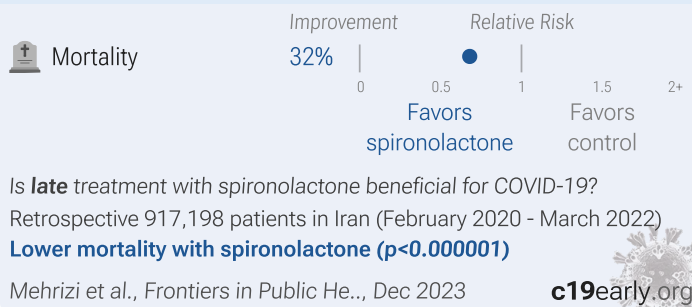 Improvement Relative Risk
Mortality 32%
0 0.5 1 1.5 2+
Favors Favors
spironolactone control
Is late treatment with spironolactone beneficial for COVID-19?
Retrospective 917,198 patients in Iran (February 2020 - March 2022)
Lower mortality with spironolactone (p<0.000001)
Mehrizi et al., Frontiers in Public He.., Dec 2023 c19early.org